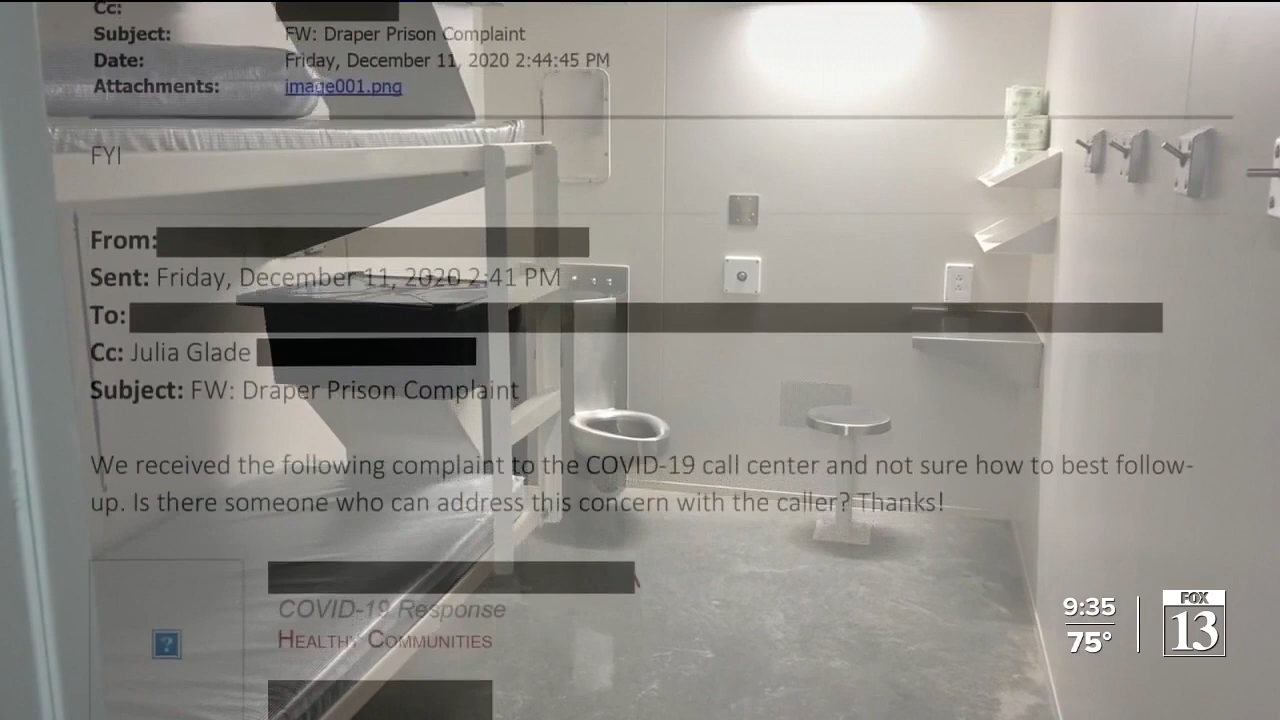 Cc:
Subject: FW: Draper Prison Complaint
Date: Friday, December 11, 2020 2:44:45 PM
Attachments: image001.png
FYI
From:
Sent: Friday, December 11, 2020 2:41 PM
To:
Cc: Julia Glade
Subject: FW: Draper Prison Complaint
We received the following complaint to the COVID-19 call center and not sure how to best follow-
up. Is there someone who can address this concern with the caller? Thanks!
?
COVID-19 Response
HEALTHY COMMUNITIES
9:35
75°
FOX
13